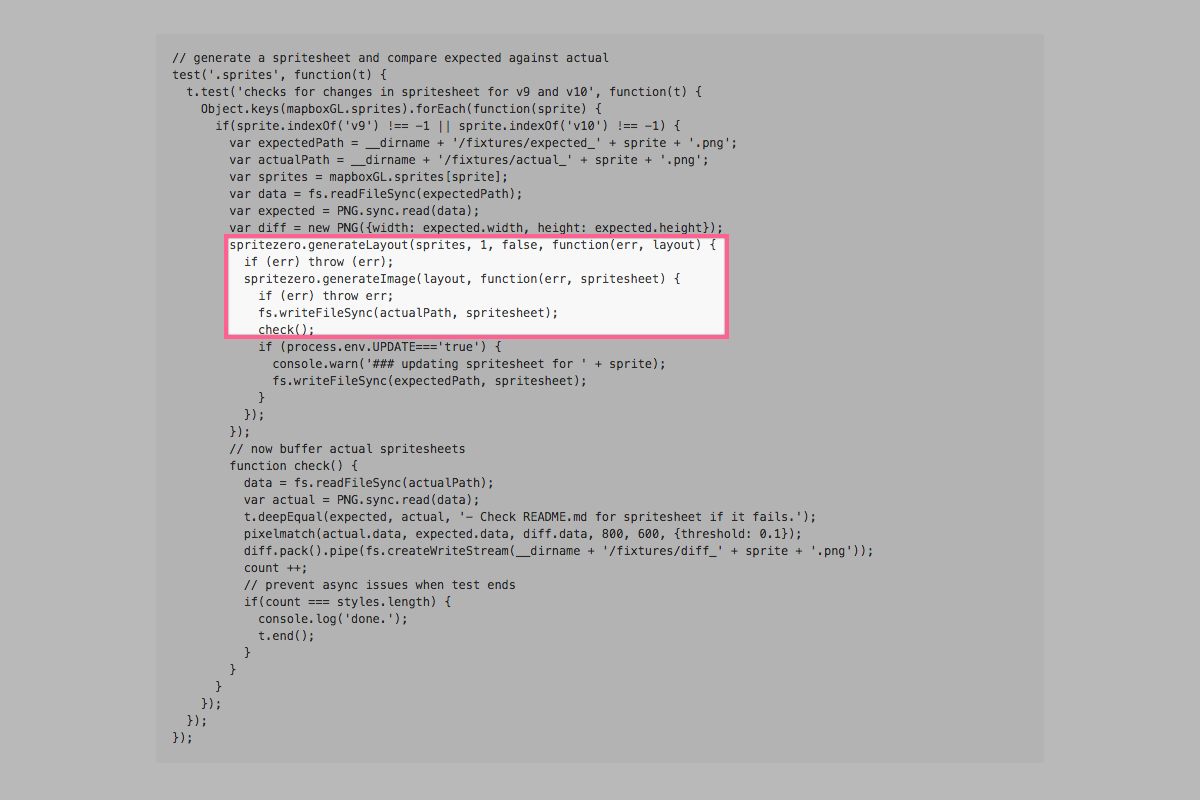 // generate a spritesheet and compare expected against actual
test('.sprites', function(t) {
  t.test('checks for changes in spritesheet for v9 and v10', function(t) {
    Object.keys(mapboxGL.sprites).forEach(function(sprite) {
      if(sprite.indexOf('v9') !== -1 || sprite.indexOf('v10') !== -1) {
        var expectedPath = __dirname + '/fixtures/expected_' + sprite + '.png';
        var actualPath = __dirname + '/fixtures/actual_' + sprite + '.png';
        var sprites = mapboxGL.sprites[sprite];
        var data = fs.readFileSync(expectedPath);
        var expected = PNG.sync.read(data);
        var diff = new PNG({width: expected.width, height: expected.height});
        spritezero.generateLayout(sprites, 1, false, function(err, layout) {
          if (err) throw (err);
          spritezero.generateImage(layout, function(err, spritesheet) {
            if (err) throw err;
            fs.writeFileSync(actualPath, spritesheet);
            check();
            if (process.env.UPDATE==='true') {
              console.warn('### updating spritesheet for ' + sprite);
              fs.writeFileSync(expectedPath, spritesheet);
            }
          });
        });
        // now buffer actual spritesheets
        function check() {
          data = fs.readFileSync(actualPath);
          var actual = PNG.sync.read(data);
          t.deepEqual(expected, actual, '- Check README.md for spritesheet if it fails.');
          pixelmatch(actual.data, expected.data, diff.data, 800, 600, {threshold: 0.1});
          diff.pack().pipe(fs.createWriteStream(__dirname + '/fixtures/diff_' + sprite + '.png'));
          count ++;
          // prevent async issues when test ends
          if(count === styles.length) {
            console.log('done.');
            t.end();
          }
        }
      }
    });
  });
});